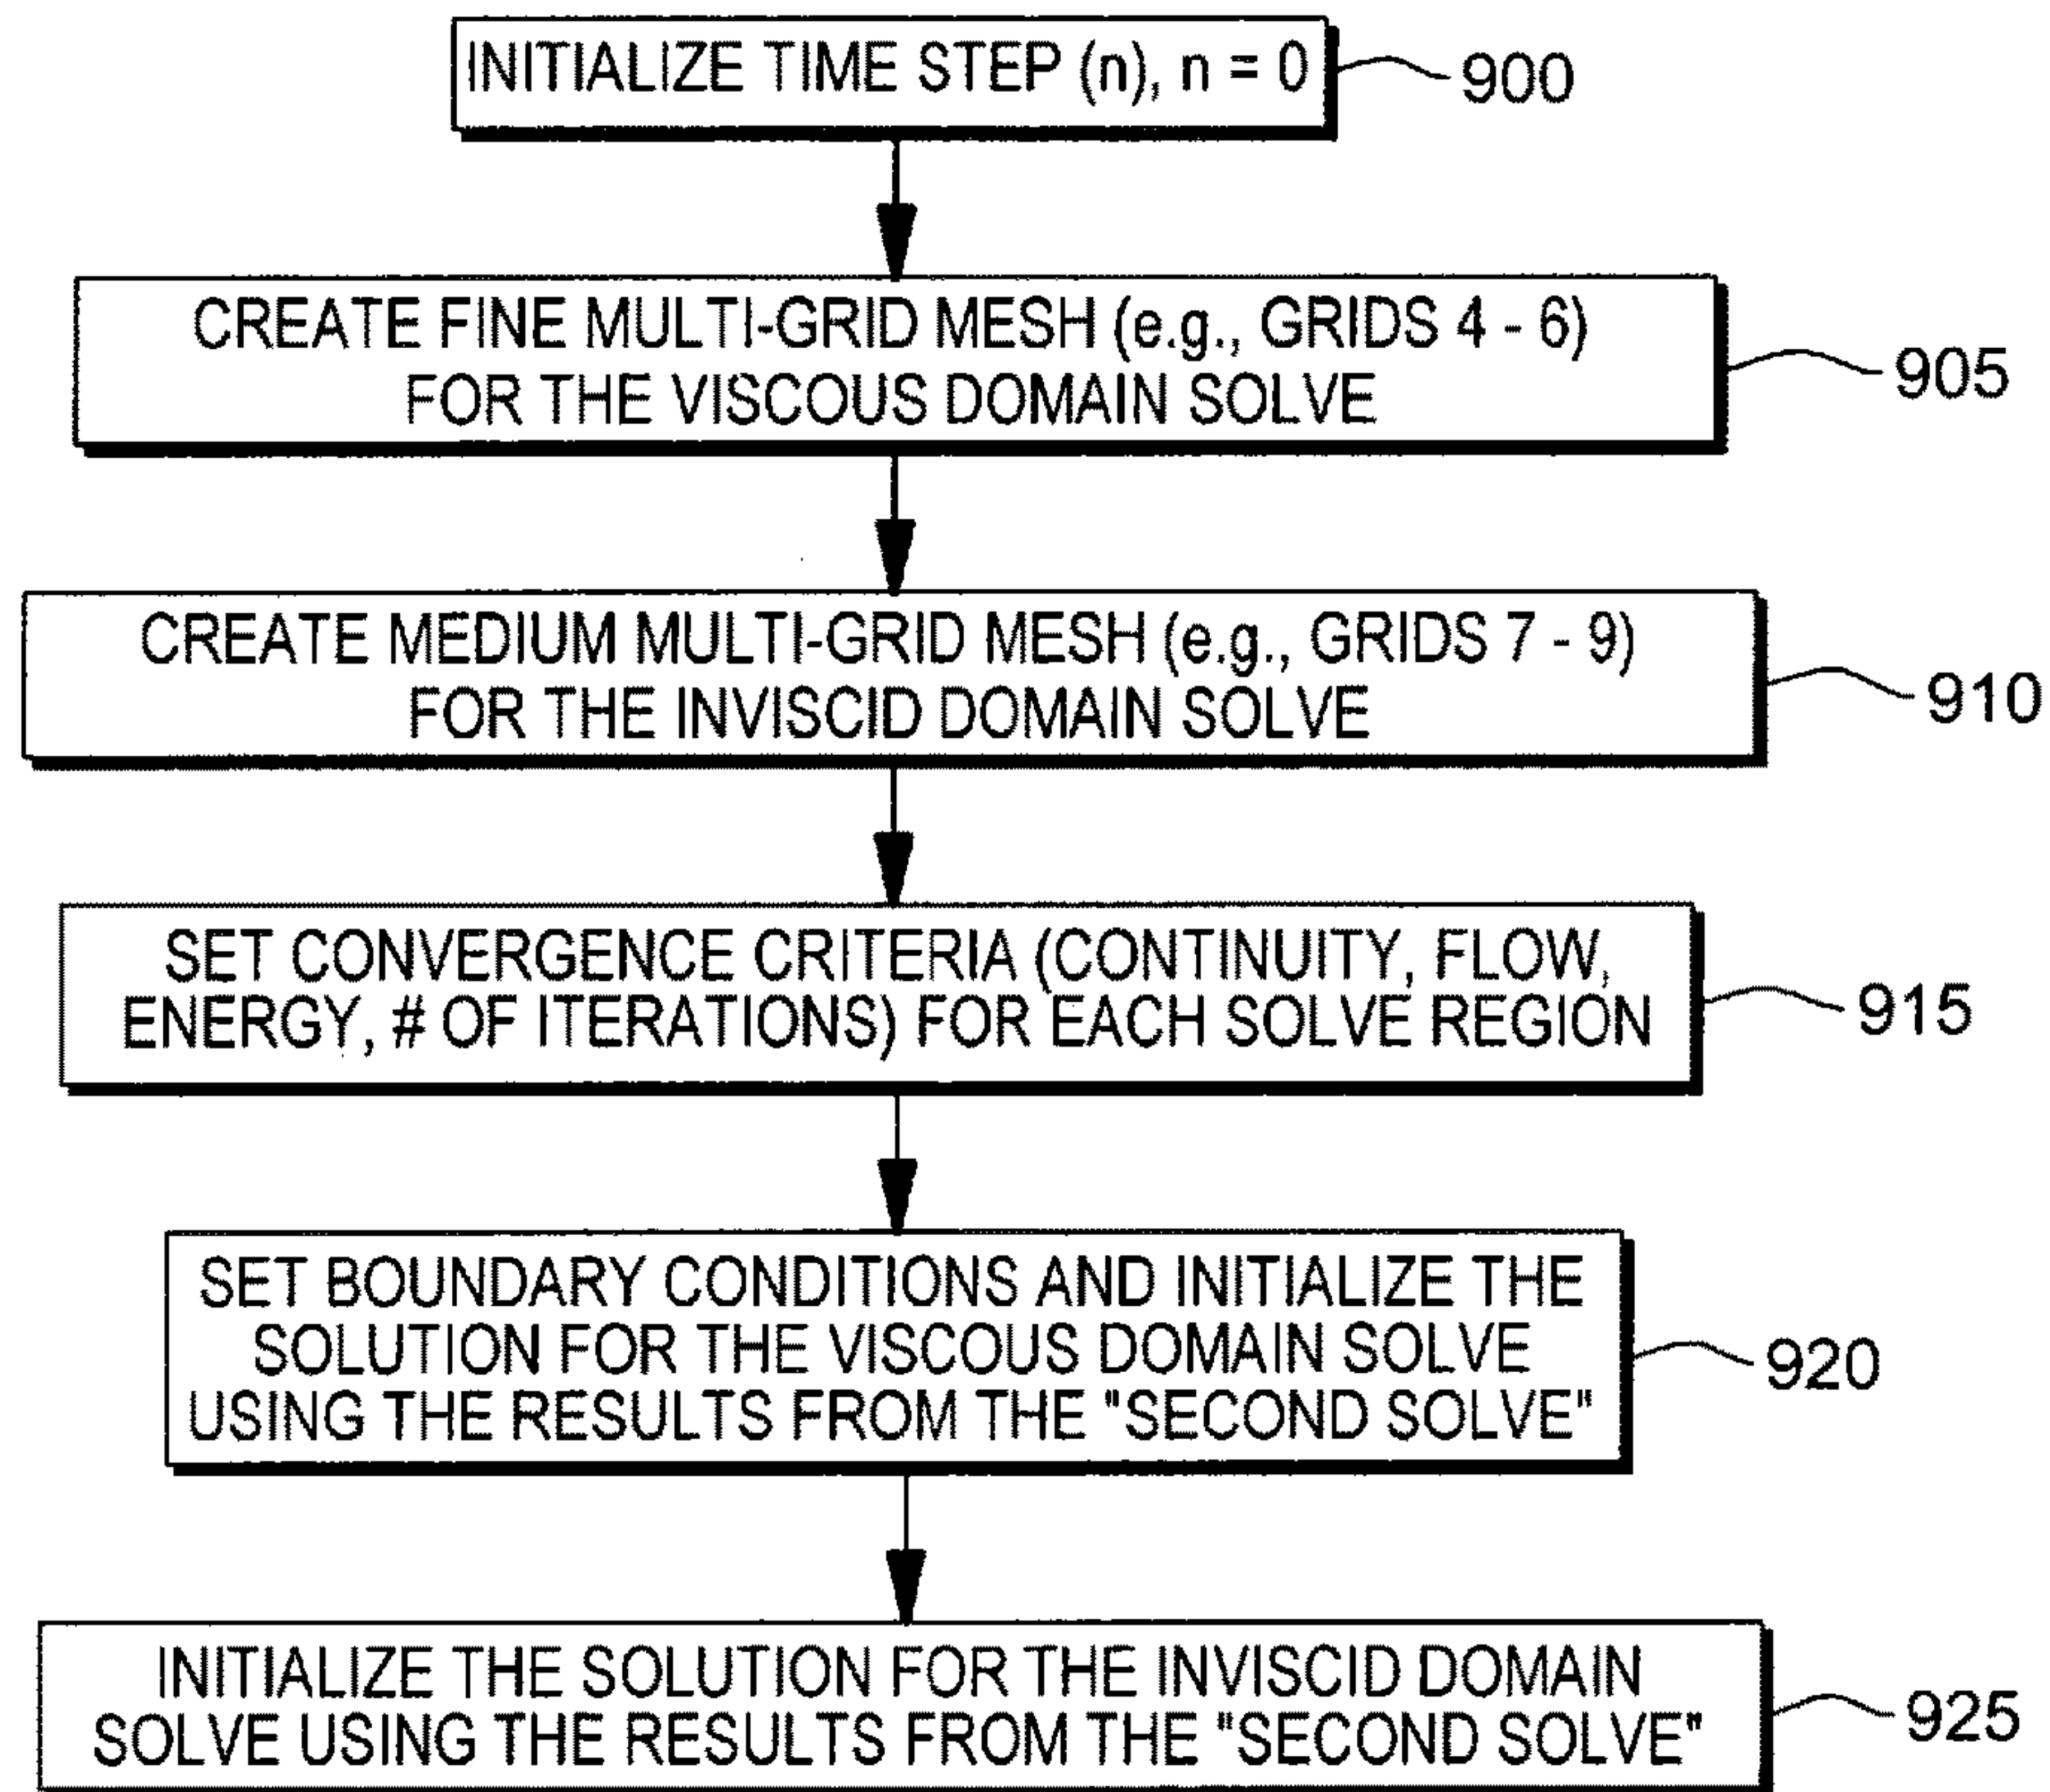 INITIALIZE TIME STEP (n), n = 0
900
CREATE FINE MULTI-GRID MESH (e.g., GRIDS 4 - 6)
FOR THE VISCOUS DOMAIN SOLVE
905
CREATE MEDIUM MULTI-GRID MESH (e.g., GRIDS 7 - 9)
FOR THE INVISCID DOMAIN SOLVE
910
SET CONVERGENCE CRITERIA (CONTINUITY, FLOW,
ENERGY, # OF ITERATIONS) FOR EACH SOLVE REGION
915
SET BOUNDARY CONDITIONS AND INITIALIZE THE
SOLUTION FOR THE VISCOUS DOMAIN SOLVE
USING THE RESULTS FROM THE "SECOND SOLVE"
920
INITIALIZE THE SOLUTION FOR THE INVISCID DOMAIN
SOLVE USING THE RESULTS FROM THE "SECOND SOLVE"
925